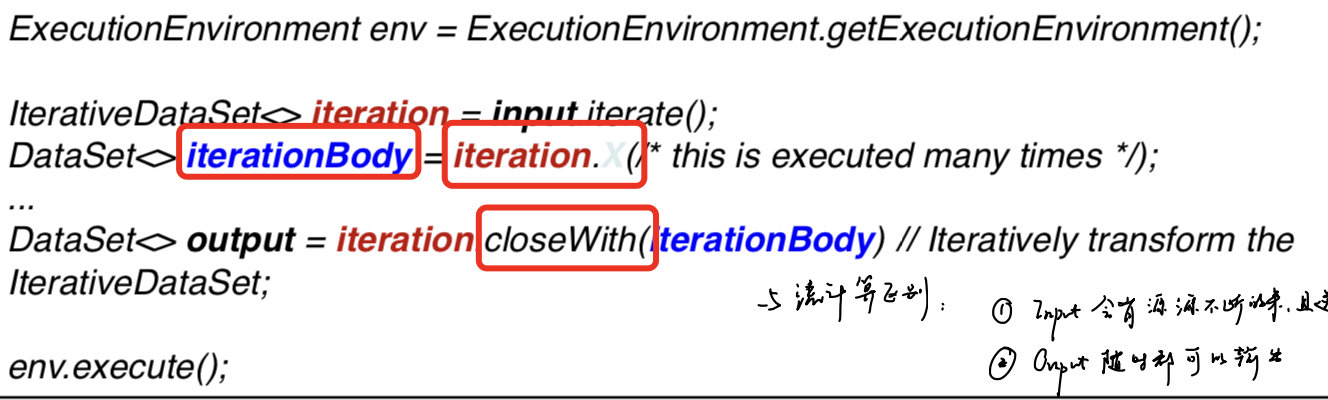 ExecutionEnvironment env = ExecutionEnvironment.getExecutionEnvironment();
IterativeDataSet<> iteration = input.iterate();
DataSet<> iterationBody = iteration.X(/* this is executed many times */);
...
DataSet<> output = iteration.closeWith(iterationBody) // Iteratively transform the
IterativeDataSet;
与流计算区别:
① Input 会有源源不断的来,且
② Output 随时都可以输出
env.execute();